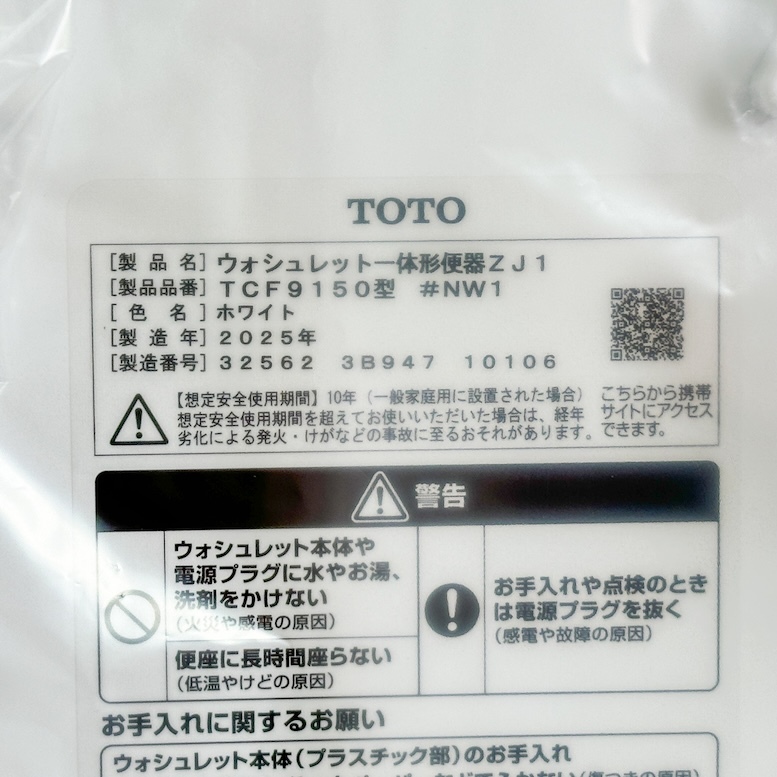 TOTO
[製品名] ウォシュレット一体形便器ZJ1
[製品品番] TCF9150型 #NW1
[色名] ホワイト
[製造年] 2025年
[製造番号] 32562 3B947 10106
【想定安全使用期間】10年(一般家庭用に設置された場合)
想定安全使用期間を超えてお使いいただいた場合は、経年
劣化による発火・けがなどの事故に至るおそれがあります。
こちらから携帯
サイトにアクセス
できます。
警告
ウォシュレット本体や
電源プラグに水やお湯、
洗剤をかけない
(火災や感電の原因)
便座に長時間座らない
(低温やけどの原因)
お手入れや点検のとき
は電源プラグを抜く
(感電や故障の原因)
お手入れに関するお願い
ウォシュレット本体(プラスチック部)のお手入れ